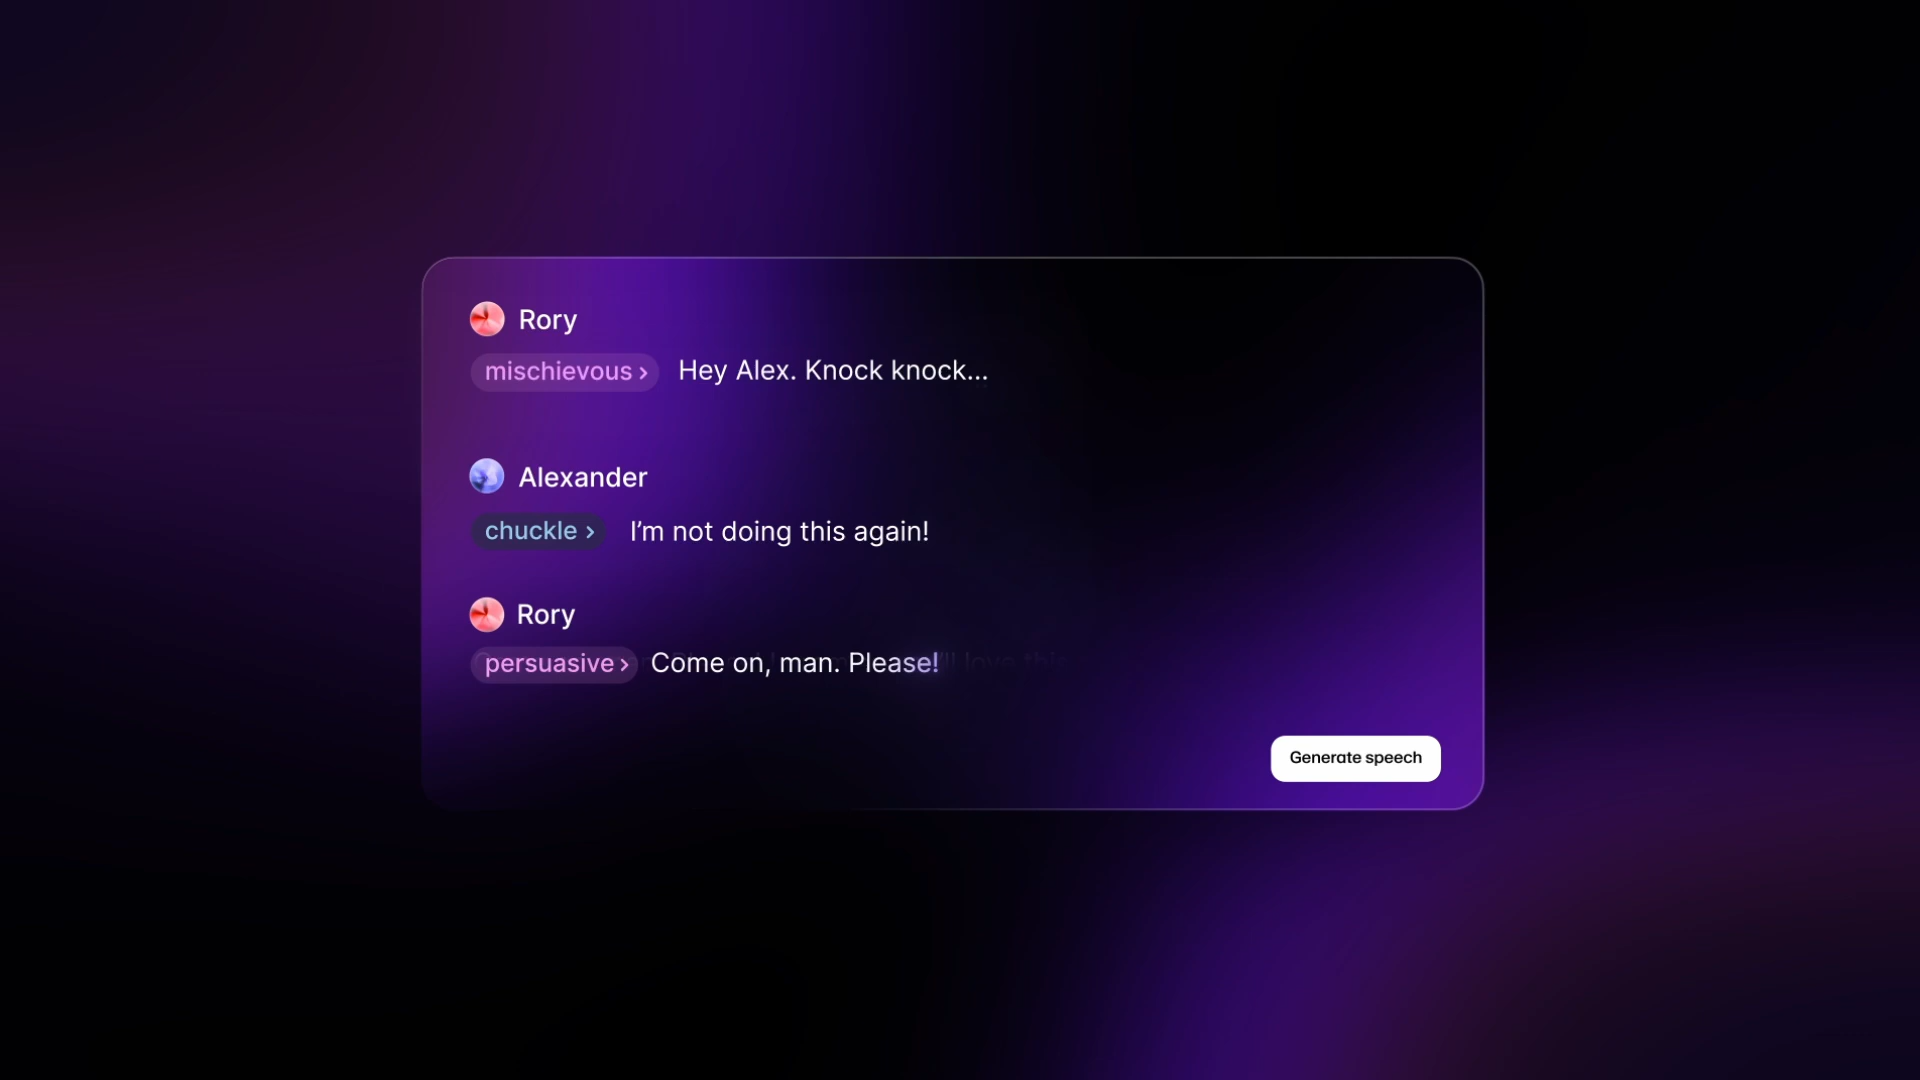 Rory
mischievous › Hey Alex. Knock knock...
Alexander
chuckle › I’m not doing this again!
Rory
persuasive › Come on, man. Please!
Generate speech